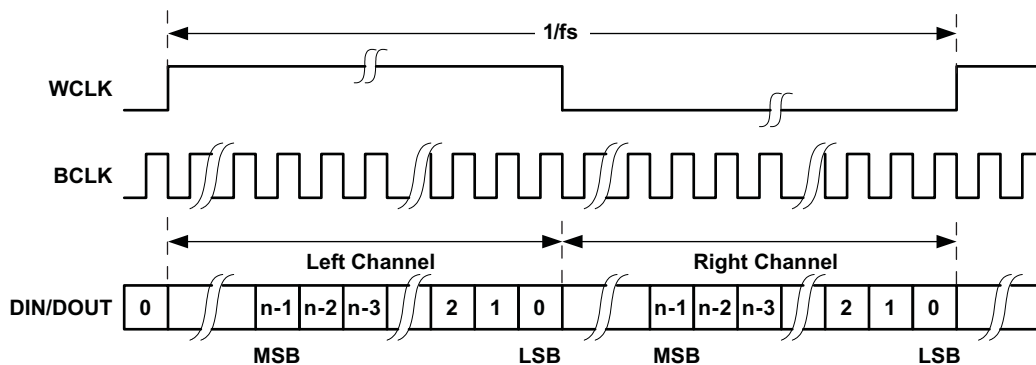 1/fs
WCLK
BCLK
Left Channel Right Channel
DIN/DOUT 0 n-1 n-2 n-3 2 1 0 n-1 n-2 n-3 2 1 0
MSB LSB MSB LSB